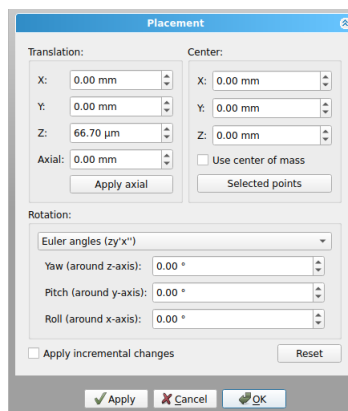 Placement
Translation:
Center:
X: 0.00 mm
X: 0.00 mm
Y: 0.00 mm
Y: 0.00 mm
Z: 66.70 µm
Z: 0.00 mm
Axial: 0.00 mm
Use center of mass
Apply axial
Selected points
Rotation:
Euler angles (zy'x'')
Yaw (around z-axis): 0.00 °
Pitch (around y-axis): 0.00 °
Roll (around x-axis): 0.00 °
Apply incremental changes
Reset
Apply
Cancel
OK